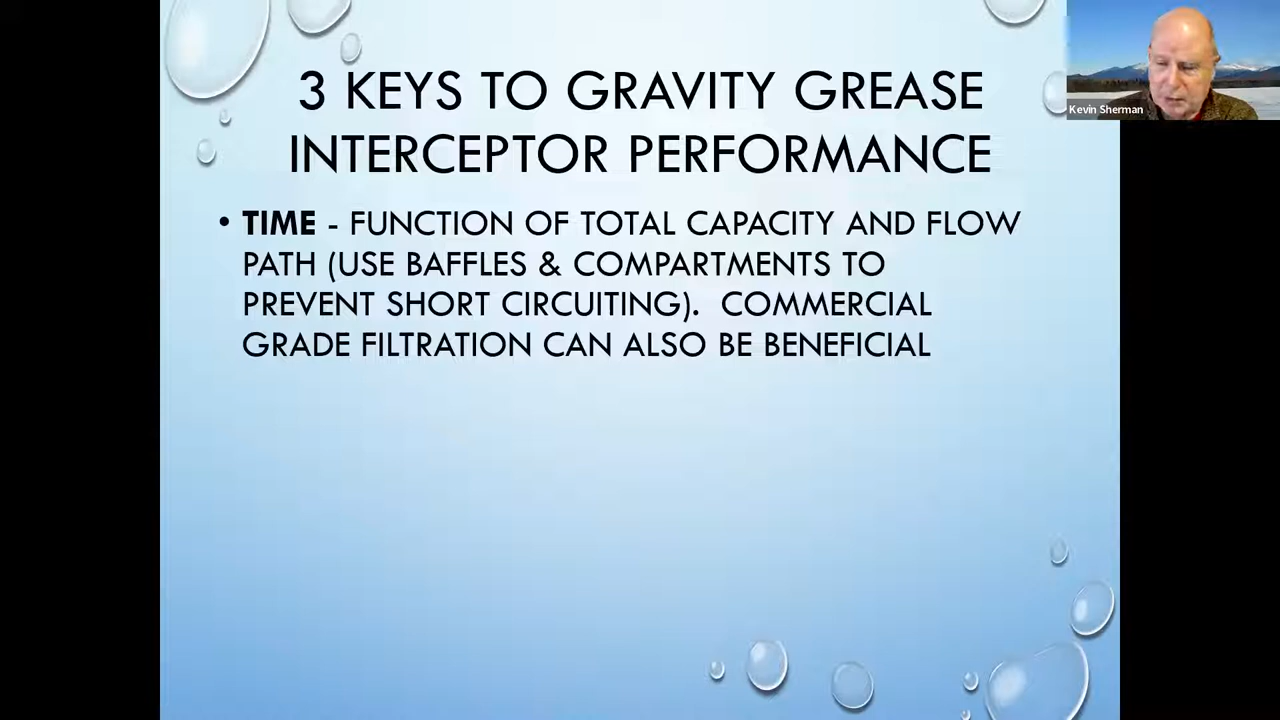 3 KEYS TO GRAVITY GREASE
INTERCEPTOR PERFORMANCE
• TIME - FUNCTION OF TOTAL CAPACITY AND FLOW
PATH (USE BAFFLES & COMPARTMENTS TO
PREVENT SHORT CIRCUITING).  COMMERCIAL
GRADE FILTRATION CAN ALSO BE BENEFICIAL
Kevin Sherman